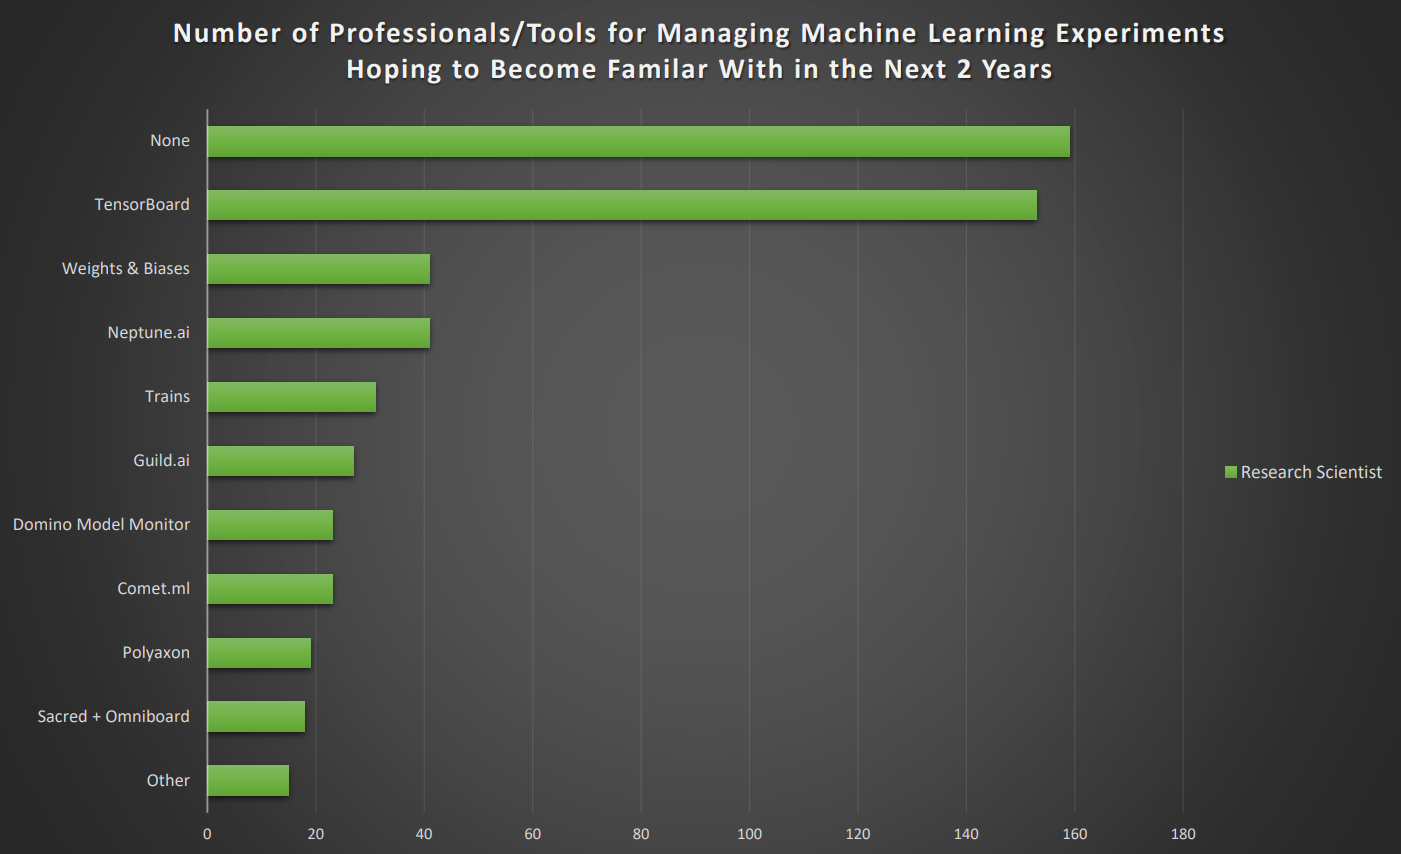 Number of Professionals/Tools for Managing Machine Learning Experiments
Hoping to Become Familar With in the Next 2 Years
None
TensorBoard
Weights & Biases
Neptune.ai
Trains
Guild.ai
Domino Model Monitor
Comet.ml
Polyaxon
Sacred + Omniboard
Other
0 20 40 60 80 100 120 140 160 180
Research Scientist